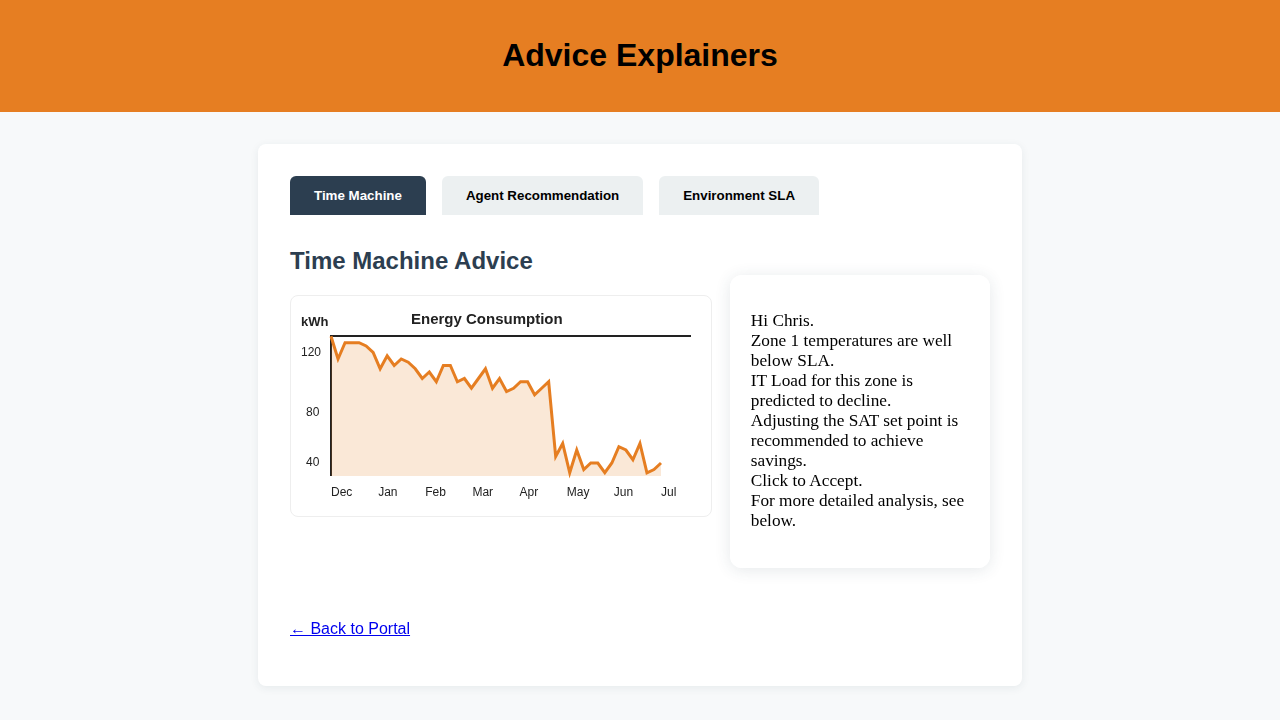 Advice Explainers
Time Machine
Agent Recommendation
Environment SLA
Time Machine Advice
kWh
Energy Consumption
120
80
40
Dec Jan Feb Mar Apr May Jun Jul
Hi Chris.
Zone 1 temperatures are well
below SLA.
IT Load for this zone is
predicted to decline.
Adjusting the SAT set point is
recommended to achieve
savings.
Click to Accept.
For more detailed analysis, see
below.
← Back to Portal